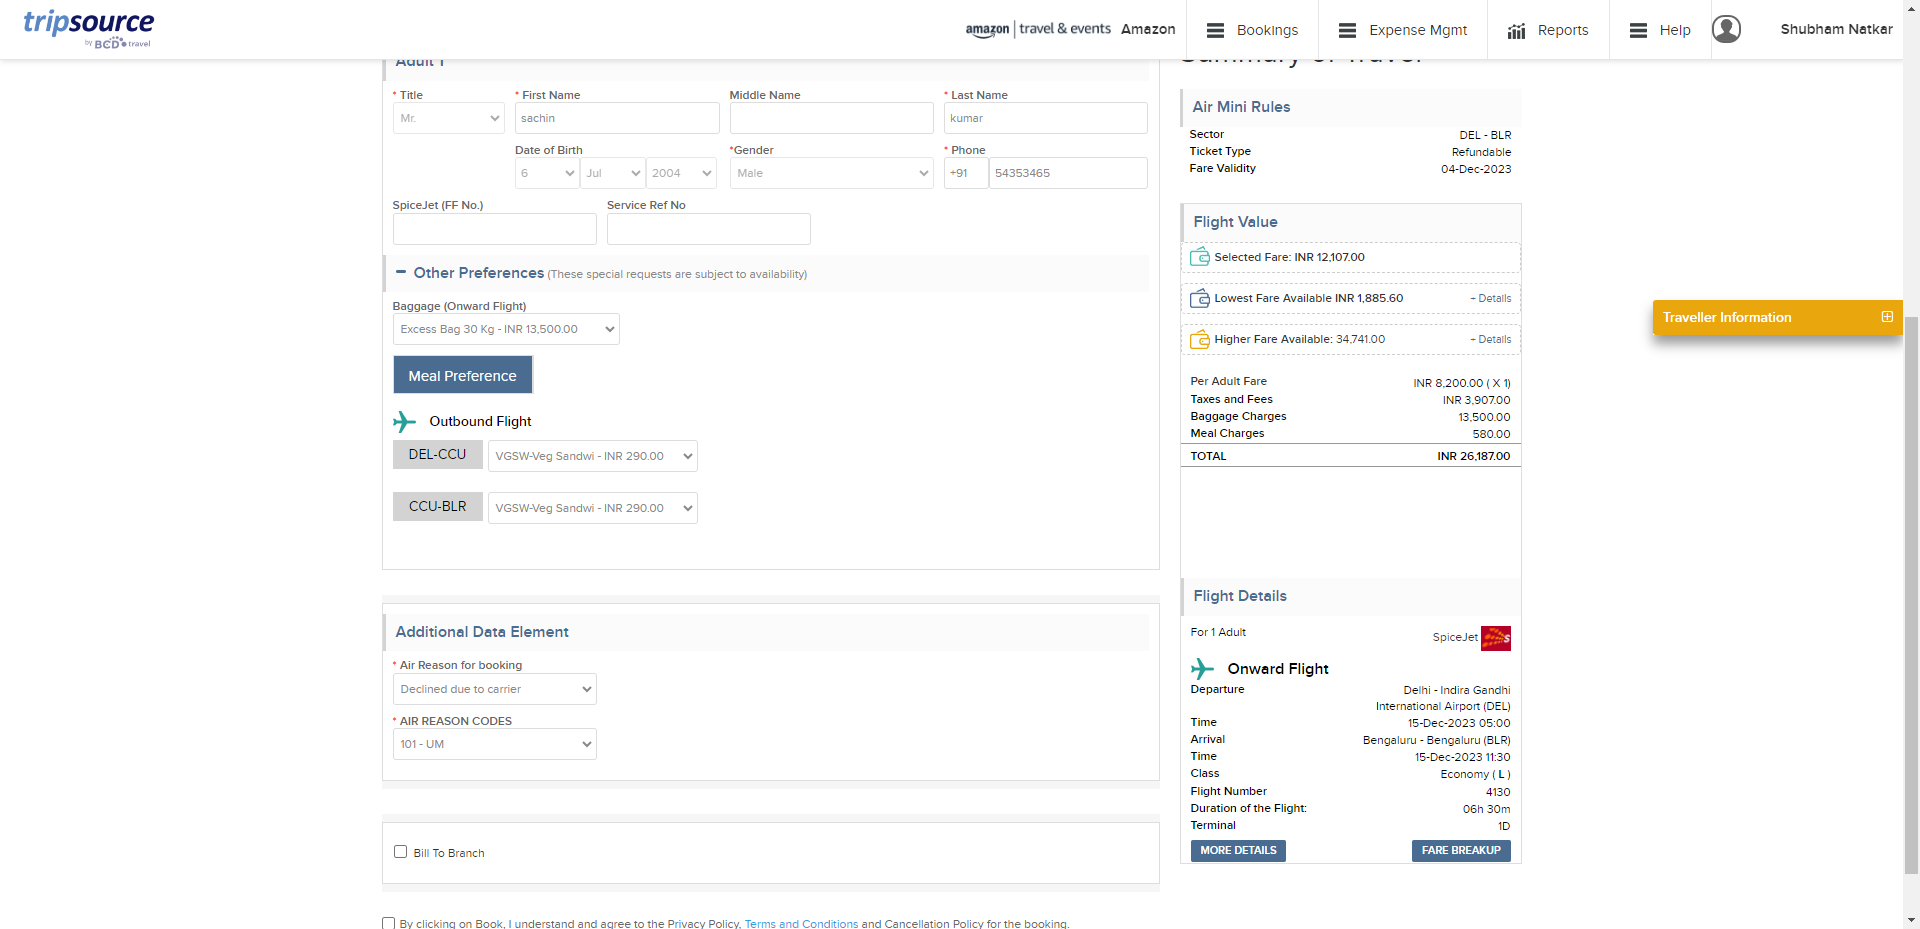 tripsource
by BCD travel
amazon | travel & events Amazon
Bookings
Expense Mgmt
Reports
Help
Shubham Natkar
Adult 1
* Title
* First Name
Middle Name
* Last Name
Mr.
sachin
kumar
Date of Birth
*Gender
* Phone
6
Jul
2004
Male
+91
54353465
SpiceJet (FF No.)
Service Ref No
Other Preferences (These special requests are subject to availability)
Baggage (Onward Flight)
Excess Bag 30 Kg - INR 13,500.00
Meal Preference
Outbound Flight
DEL-CCU
VGSW-Veg Sandwi - INR 290.00
CCU-BLR
VGSW-Veg Sandwi - INR 290.00
Additional Data Element
* Air Reason for booking
Declined due to carrier
* AIR REASON CODES
101 - UM
Bill To Branch
By clicking on Book, I understand and agree to the Privacy Policy, Terms and Conditions and Cancellation Policy for the booking.
Summary of Travel
Air Mini Rules
Sector DEL - BLR
Ticket Type Refundable
Fare Validity 04-Dec-2023
Flight Value
Selected Fare: INR 12,107.00
Lowest Fare Available INR 1,885.60 + Details
Higher Fare Available: 34,741.00 + Details
Per Adult Fare INR 8,200.00 ( X 1)
Taxes and Fees INR 3,907.00
Baggage Charges 13,500.00
Meal Charges 580.00
TOTAL INR 26,187.00
Flight Details
For 1 Adult SpiceJet
Onward Flight
Departure Delhi - Indira Gandhi
International Airport (DEL)
Time 15-Dec-2023 05:00
Arrival Bengaluru - Bengaluru (BLR)
Time 15-Dec-2023 11:30
Class Economy ( L )
Flight Number 4130
Duration of the Flight: 06h 30m
Terminal 1D
MORE DETAILS
FARE BREAKUP
Traveller Information